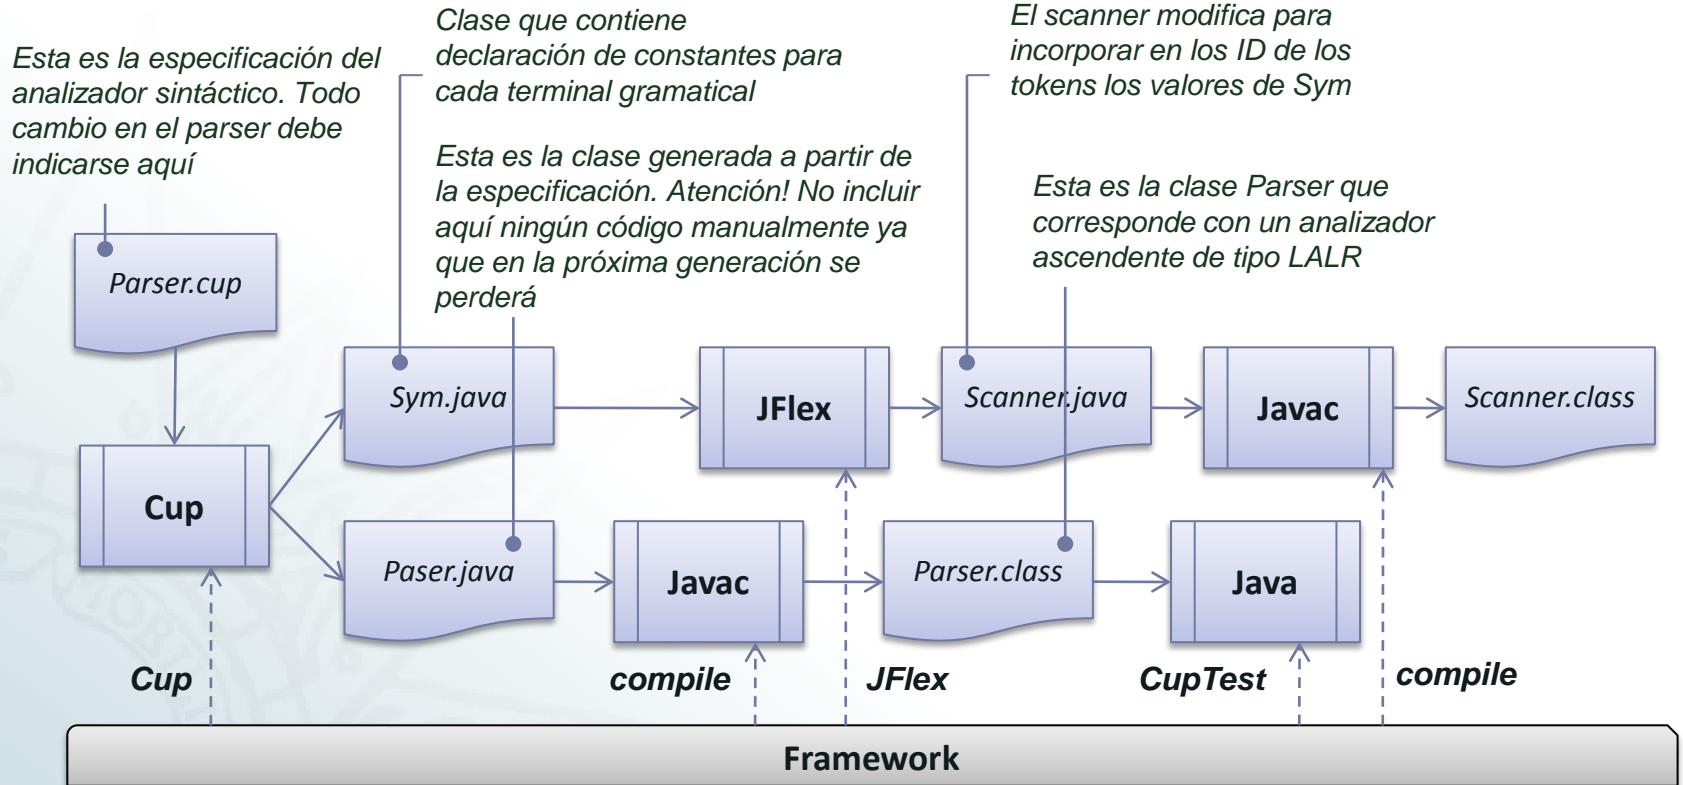 Esta es la especificación del
analizador sintáctico. Todo
cambio en el parser debe
indicarse aquí
Clase que contiene
declaración de constantes para
cada terminal gramatical
El scanner modifica para
incorporar en los ID de los
tokens los valores de Sym
Esta es la clase generada a partir de
la especificación. Atención! No incluir
aquí ningún código manualmente ya
que en la próxima generación se
perderá
Esta es la clase Parser que
corresponde con un analizador
ascendente de tipo LALR
Parser.cup
Sym.java
JFlex
Scanner.java
Javac
Scanner.class
Cup
Paser.java
Javac
Parser.class
Java
Cup
compile
JFlex
CupTest
compile
Framework